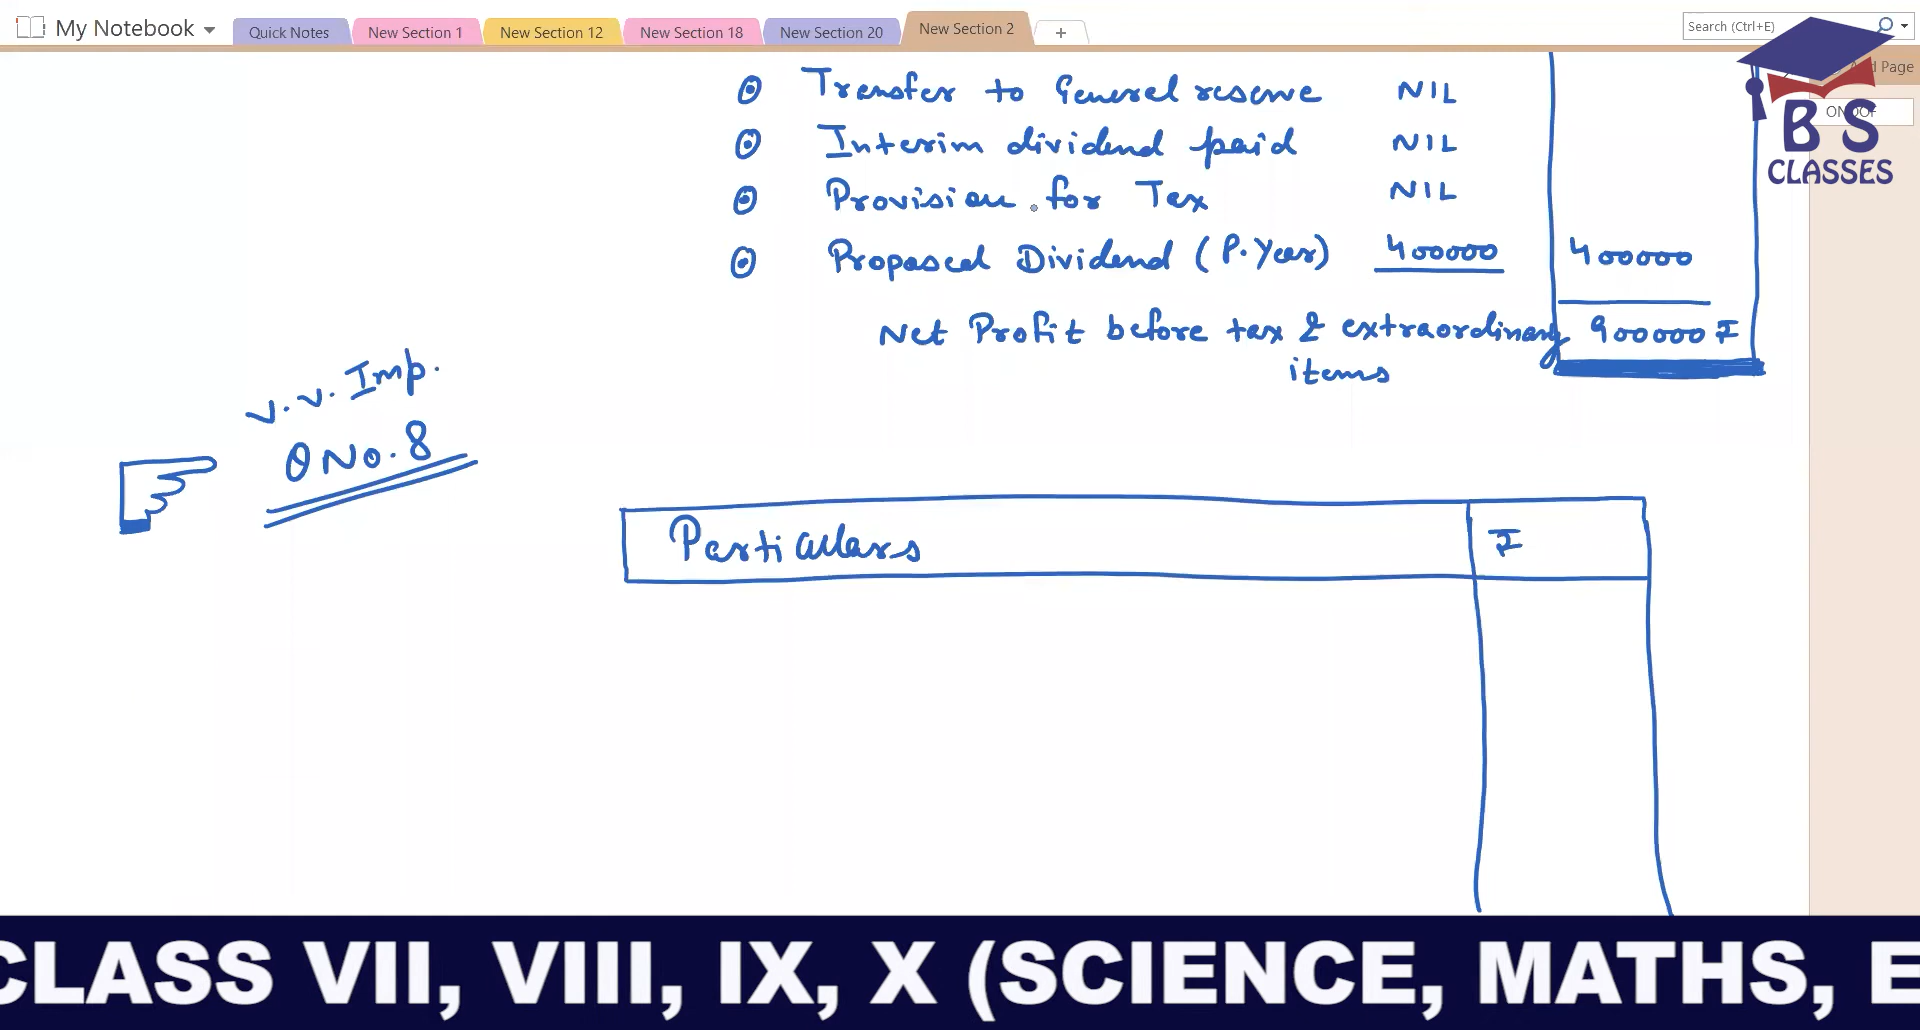 My Notebook
Quick Notes
New Section 1
New Section 12
New Section 18
New Section 20
New Section 2
+
Search (Ctrl+E)
d Page
B S
CLASSES
Transfer to General reserve NIL
Interim dividend paid NIL
Provision for Tax NIL
Proposed Dividend (P. Year) 400000 400000
Net Profit before tax & extraordinary 900000 ₹
items
V. V. Imp.
Q No. 8
Particulars ₹
CLASS VII, VIII, IX, X (SCIENCE, MATHS, E